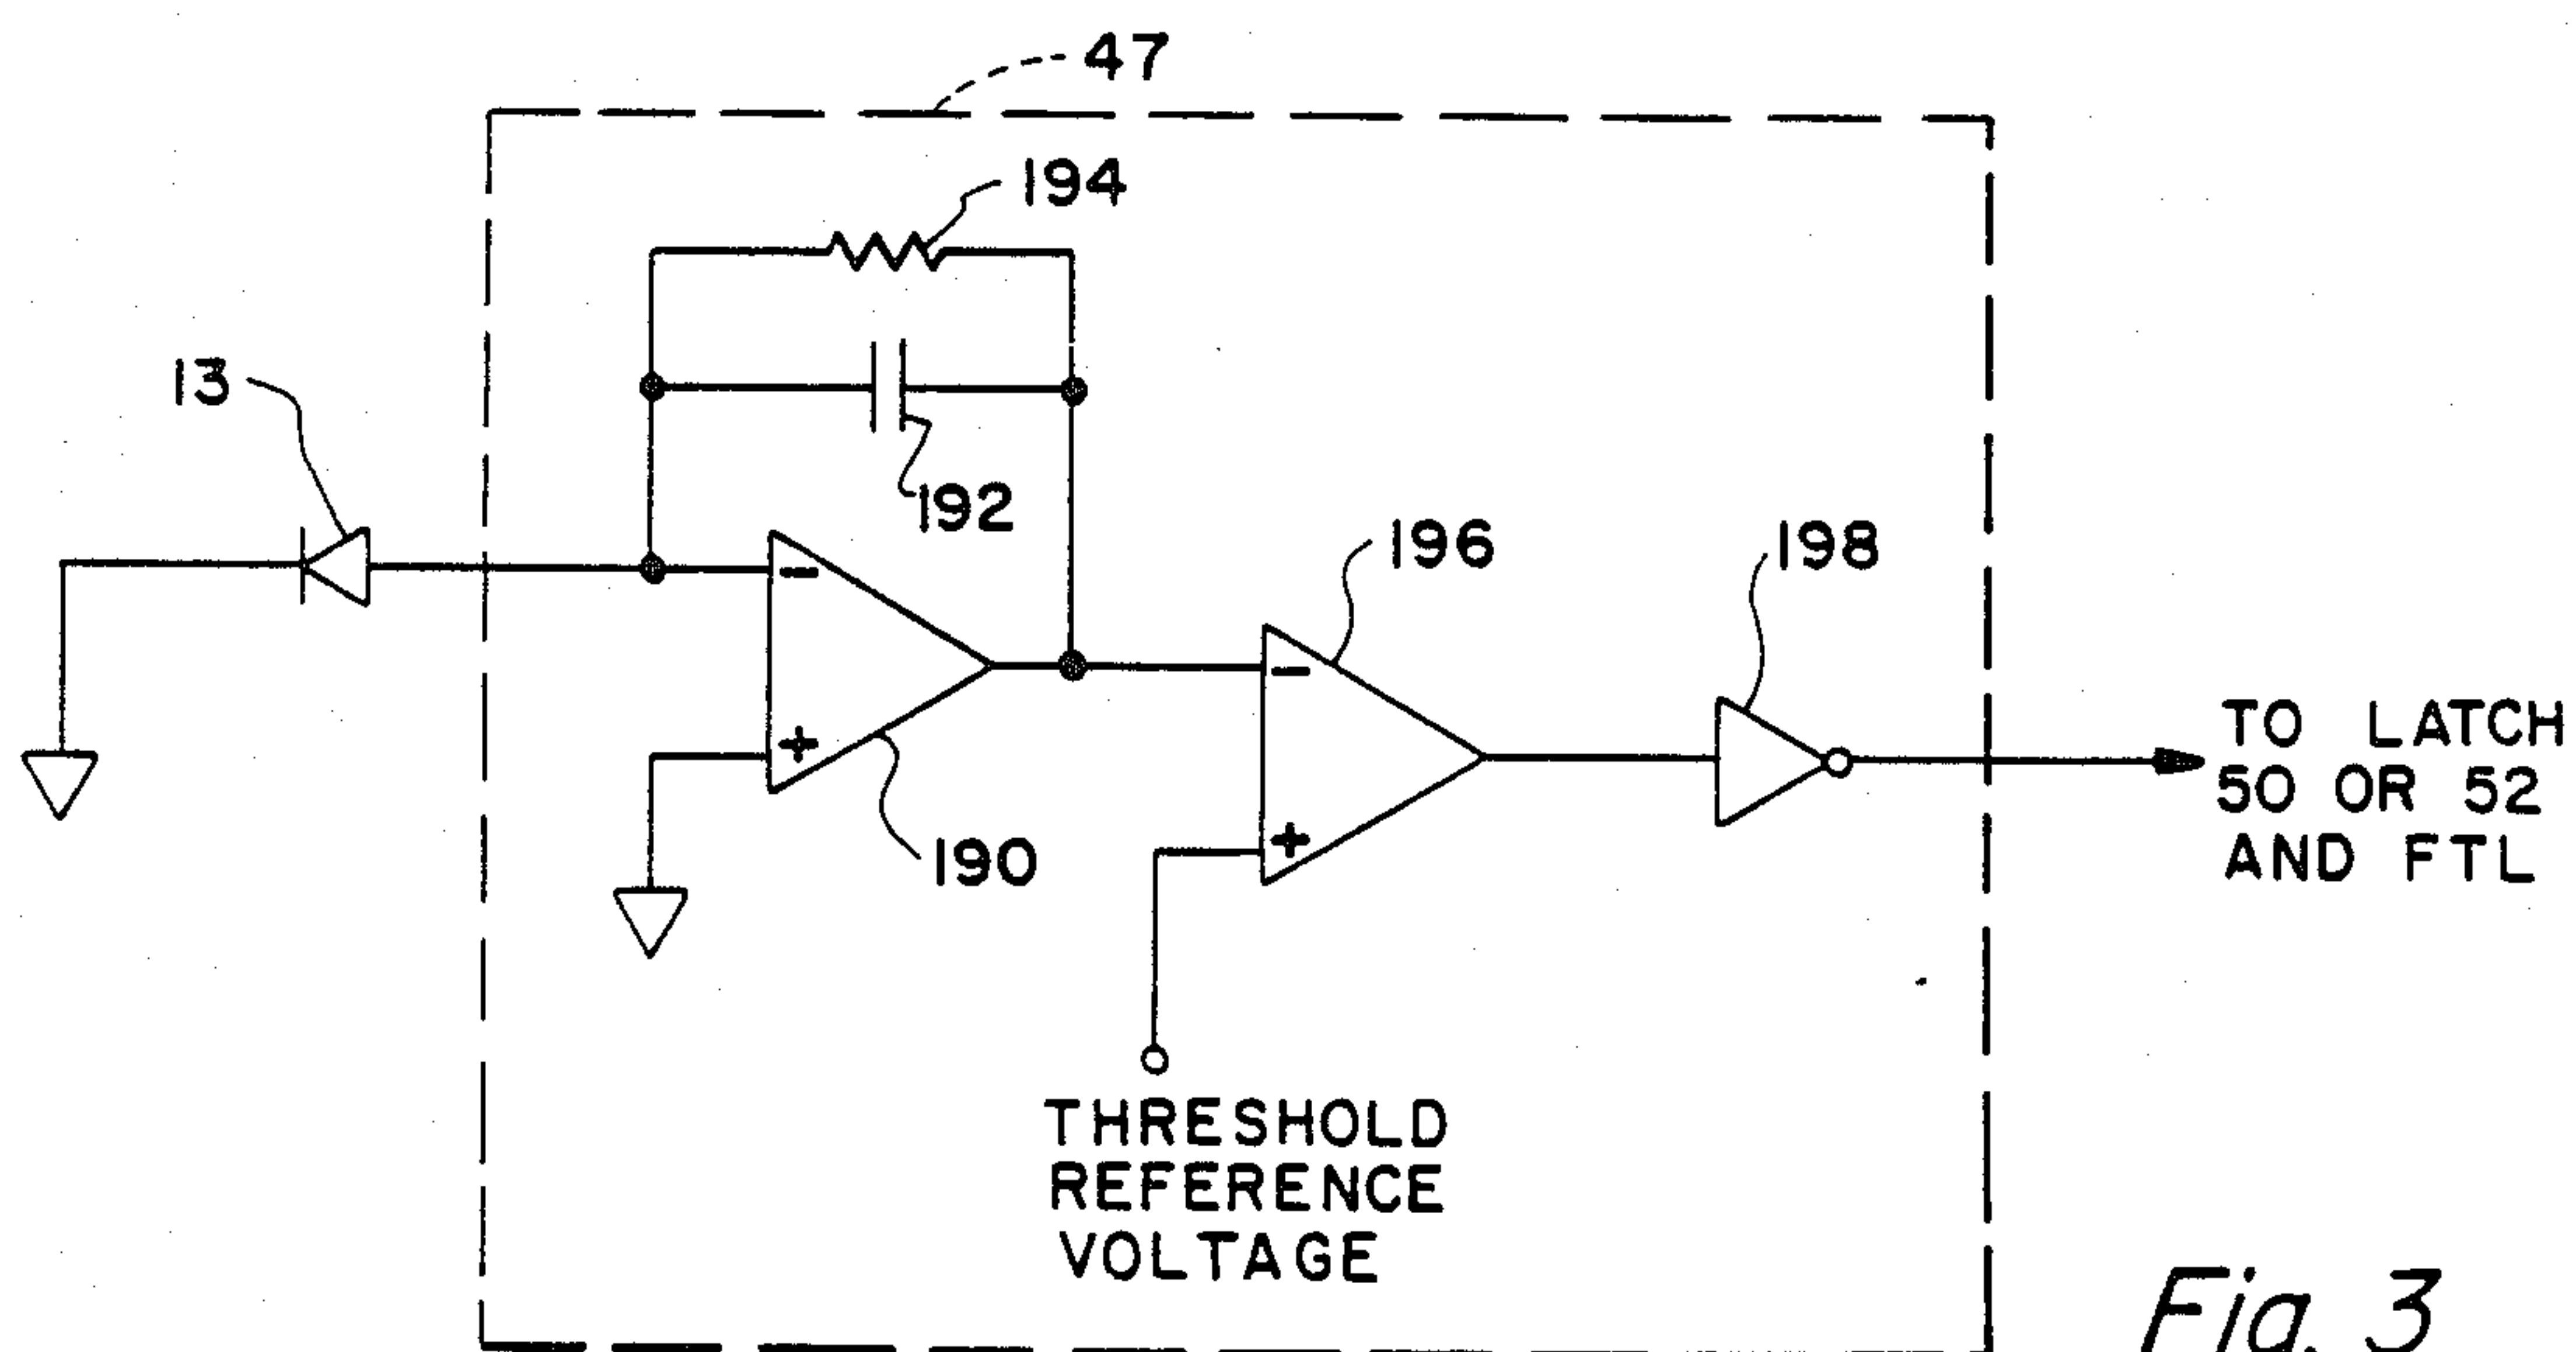 47
194
13
192
196
198
190
−
+
−
+
TO LATCH
50 OR 52
AND FTL
THRESHOLD
REFERENCE
VOLTAGE
Fig. 3